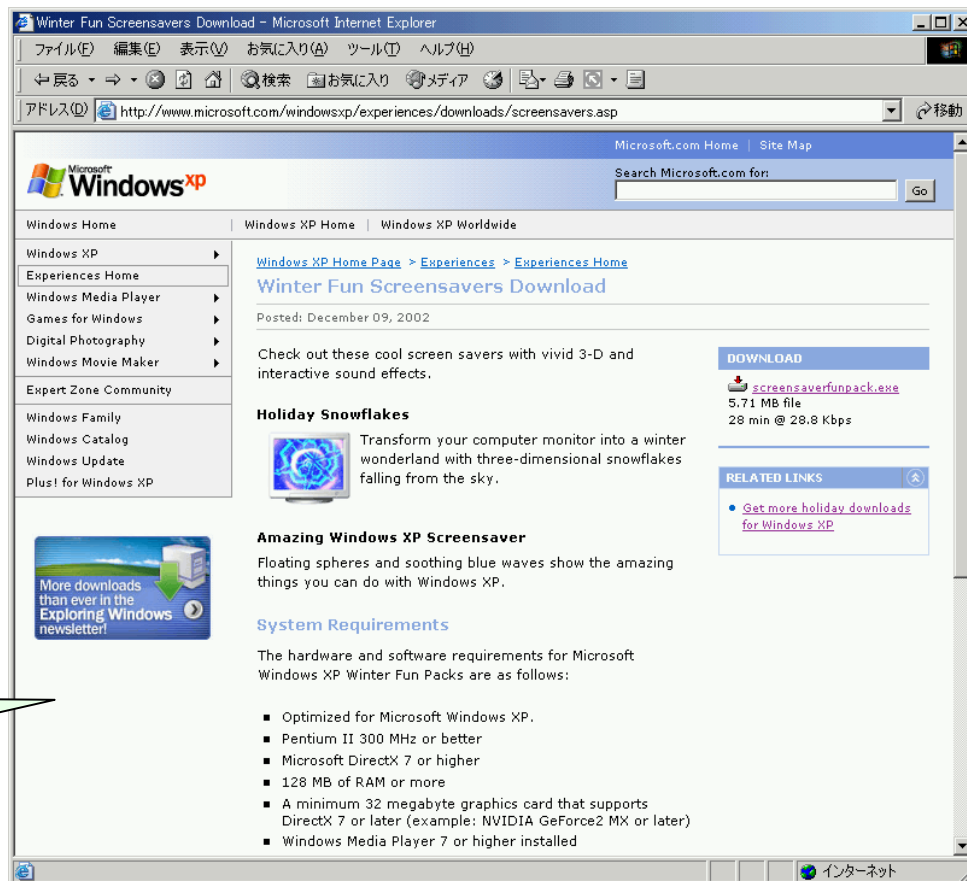 Winter Fun Screensavers Download - Microsoft Internet Explorer
ファイル(F) 編集(E) 表示(V) お気に入り(A) ツール(T) ヘルプ(H)
戻る 検索 お気に入り メディア
アドレス(D) http://www.microsoft.com/windowsxp/experiences/downloads/screensavers.asp 移動
Microsoft.com Home | Site Map
Microsoft
Windows xp
Search Microsoft.com for:
Go
Windows Home | Windows XP Home | Windows XP Worldwide
Windows XP
Experiences Home
Windows Media Player
Games for Windows
Digital Photography
Windows Movie Maker
Expert Zone Community
Windows Family
Windows Catalog
Windows Update
Plus! for Windows XP
More downloads
than ever in the
Exploring Windows
newsletter!
Windows XP Home Page > Experiences > Experiences Home
Winter Fun Screensavers Download
Posted: December 09, 2002
Check out these cool screen savers with vivid 3-D and
interactive sound effects.
Holiday Snowflakes
Transform your computer monitor into a winter
wonderland with three-dimensional snowflakes
falling from the sky.
Amazing Windows XP Screensaver
Floating spheres and soothing blue waves show the amazing
things you can do with Windows XP.
System Requirements
The hardware and software requirements for Microsoft
Windows XP Winter Fun Packs are as follows:
Optimized for Microsoft Windows XP.
Pentium II 300 MHz or better
Microsoft DirectX 7 or higher
128 MB of RAM or more
A minimum 32 megabyte graphics card that supports
DirectX 7 or later (example: NVIDIA GeForce2 MX or later)
Windows Media Player 7 or higher installed
DOWNLOAD
screensaverfunpack.exe
5.71 MB file
28 min @ 28.8 Kbps
RELATED LINKS
Get more holiday downloads
for Windows XP
インターネット